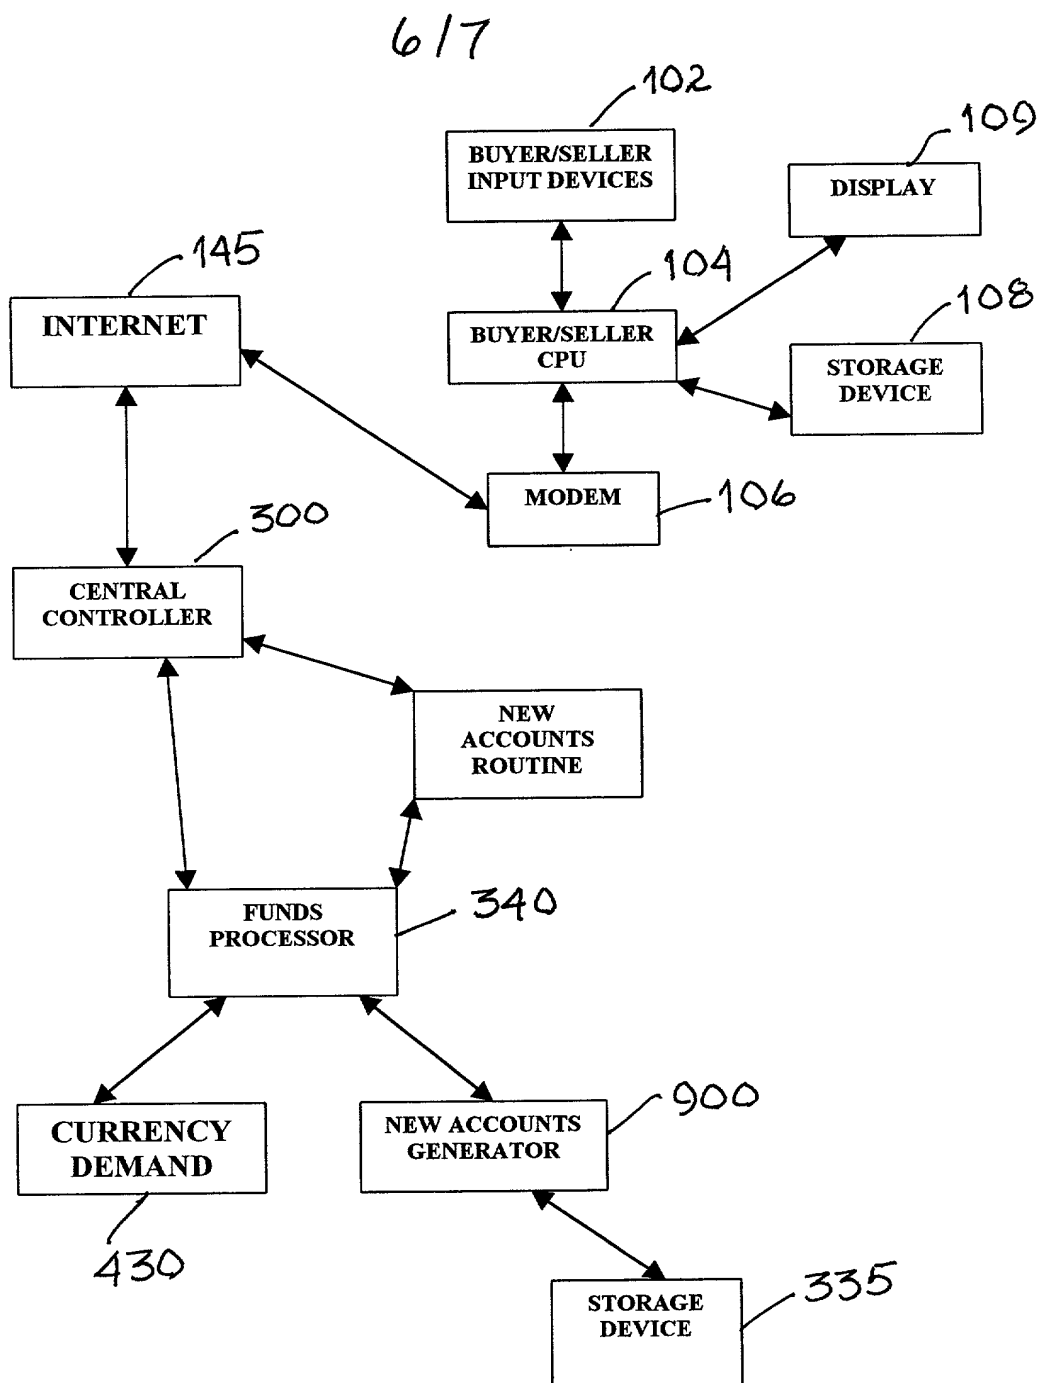 6/7
102
BUYER/SELLER
INPUT DEVICES
109
DISPLAY
145
INTERNET
104
BUYER/SELLER
CPU
108
STORAGE
DEVICE
MODEM
106
300
CENTRAL
CONTROLLER
NEW
ACCOUNTS
ROUTINE
FUNDS
PROCESSOR
340
CURRENCY
DEMAND
430
NEW ACCOUNTS
GENERATOR
900
STORAGE
DEVICE
335